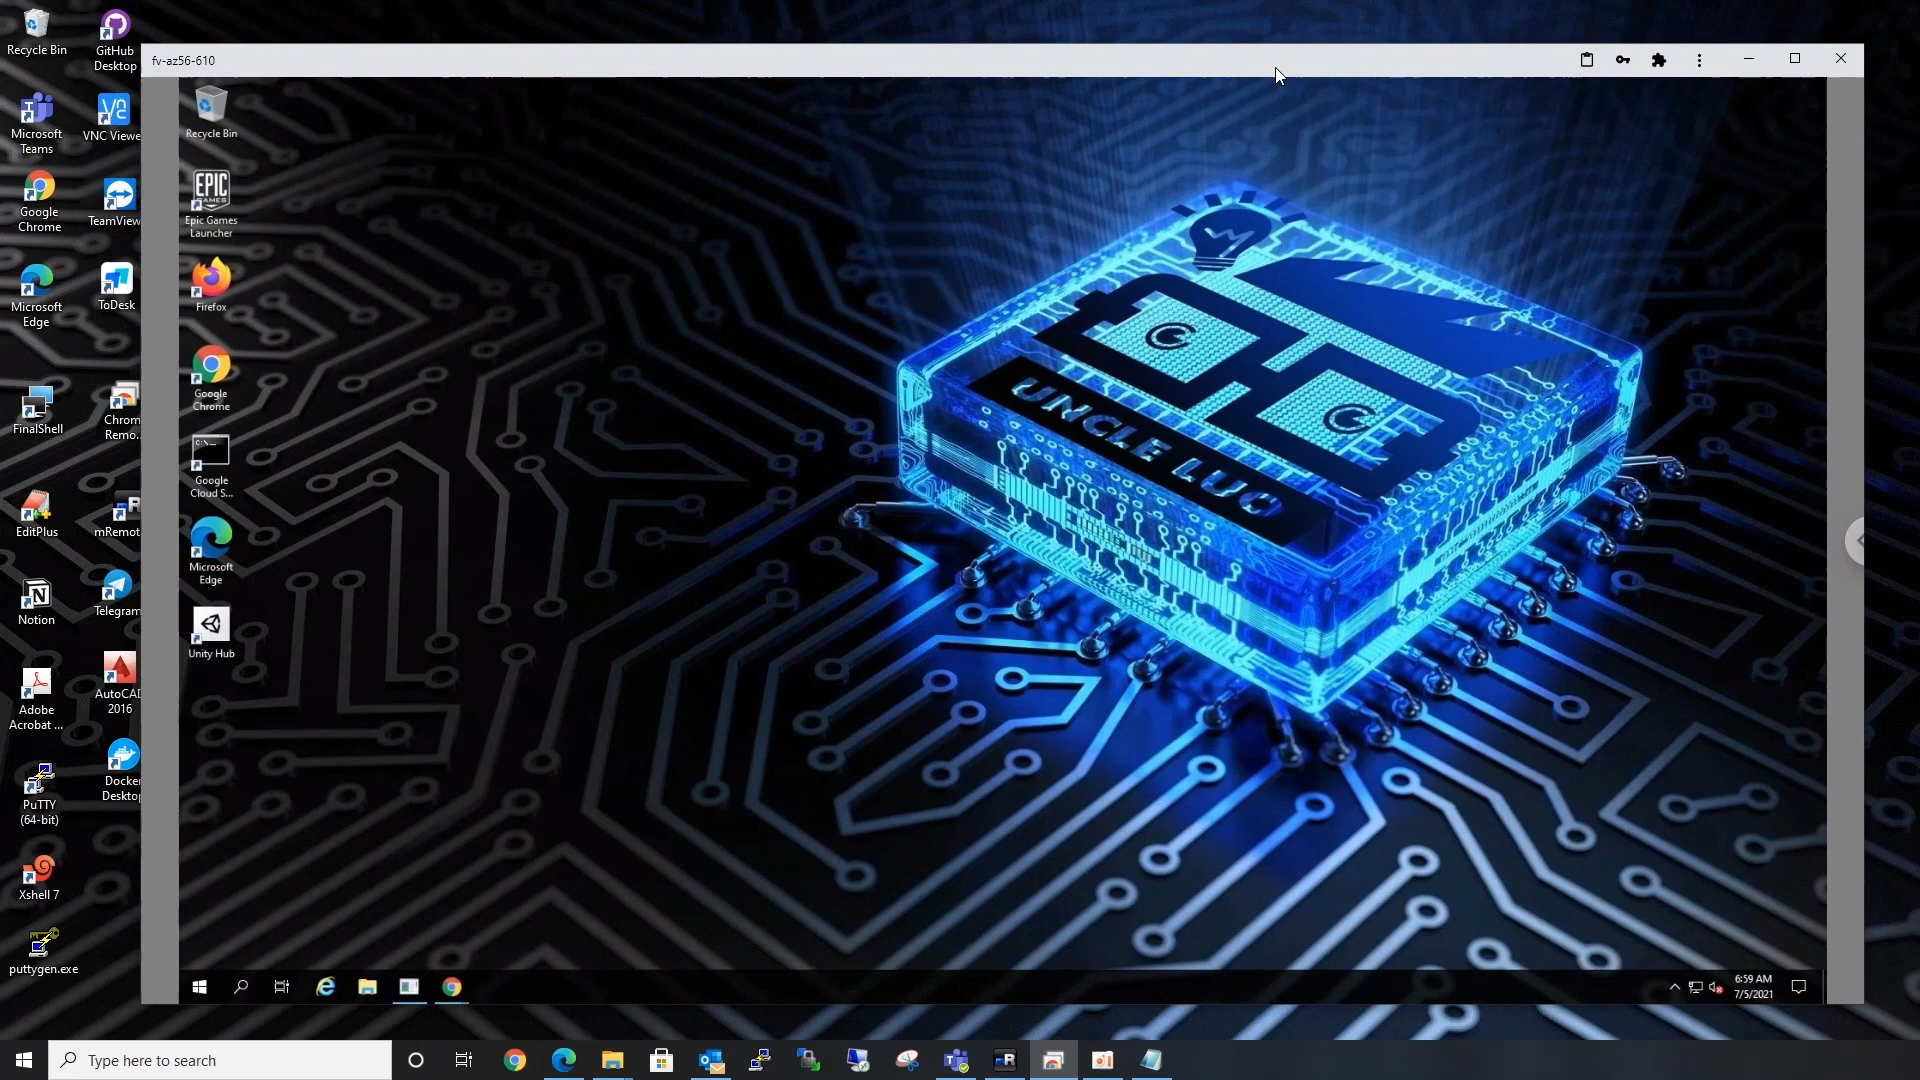 Recycle Bin
GitHub
Desktop
Microsoft
Teams
VNC Viewe
Google
Chrome
TeamView
Microsoft
Edge
ToDesk
FinalShell
Chrom
Remo...
EditPlus
mRemot
Notion
Telegram
Adobe
Acrobat ...
AutoCAD
2016
PuTTY
(64-bit)
Docker
Desktop
Xshell 7
puttygen.exe
fv-az56-610
Recycle Bin
EPIC
GAMES
Epic Games
Launcher
Firefox
Google
Chrome
Google
Cloud S...
Microsoft
Edge
Unity Hub
UNCLE LUO
6:59 AM
7/5/2021
Type here to search